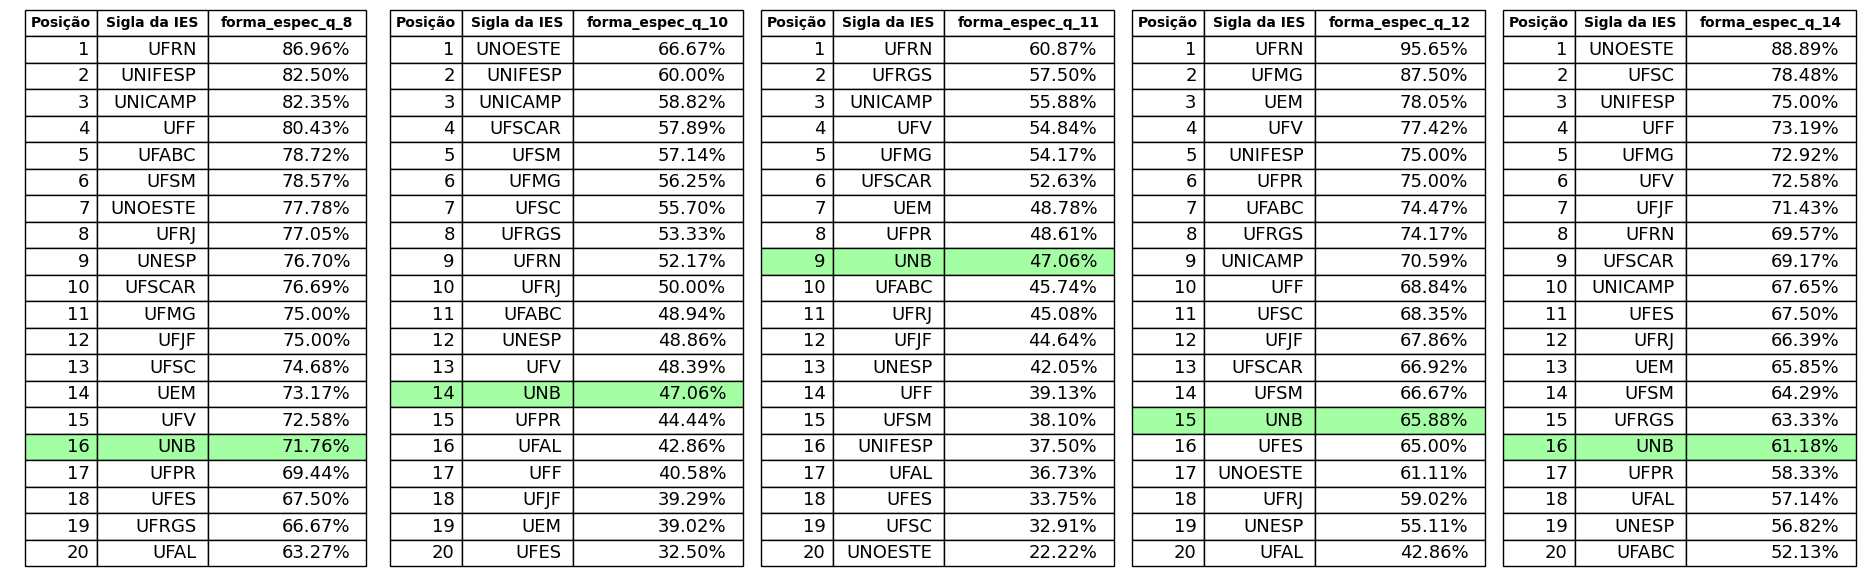 Posição Sigla da IES forma_espec_q_8 Posição Sigla da IES forma_espec_q_10 Posição Sigla da IES forma_espec_q_11 Posição Sigla da IES forma_espec_q_12 Posição Sigla da IES forma_espec_q_14
1 UFRN 86.96% 1 UNOESTE 66.67% 1 UFRN 60.87% 1 UFRN 95.65% 1 UNOESTE 88.89%
2 UNIFESP 82.50% 2 UNIFESP 60.00% 2 UFRGS 57.50% 2 UFMG 87.50% 2 UFSC 78.48%
3 UNICAMP 82.35% 3 UNICAMP 58.82% 3 UNICAMP 55.88% 3 UEM 78.05% 3 UNIFESP 75.00%
4 UFF 80.43% 4 UFSCAR 57.89% 4 UFV 54.84% 4 UFV 77.42% 4 UFF 73.19%
5 UFABC 78.72% 5 UFSM 57.14% 5 UFMG 54.17% 5 UNIFESP 75.00% 5 UFMG 72.92%
6 UFSM 78.57% 6 UFMG 56.25% 6 UFSCAR 52.63% 6 UFPR 75.00% 6 UFV 72.58%
7 UNOESTE 77.78% 7 UFSC 55.70% 7 UEM 48.78% 7 UFABC 74.47% 7 UFJF 71.43%
8 UFRJ 77.05% 8 UFRGS 53.33% 8 UFPR 48.61% 8 UFRGS 74.17% 8 UFRN 69.57%
9 UNESP 76.70% 9 UFRN 52.17% 9 UNB 47.06% 9 UNICAMP 70.59% 9 UFSCAR 69.17%
10 UFSCAR 76.69% 10 UFRJ 50.00% 10 UFABC 45.74% 10 UFF 68.84% 10 UNICAMP 67.65%
11 UFMG 75.00% 11 UFABC 48.94% 11 UFRJ 45.08% 11 UFSC 68.35% 11 UFES 67.50%
12 UFJF 75.00% 12 UNESP 48.86% 12 UFJF 44.64% 12 UFJF 67.86% 12 UFRJ 66.39%
13 UFSC 74.68% 13 UFV 48.39% 13 UNESP 42.05% 13 UFSCAR 66.92% 13 UEM 65.85%
14 UEM 73.17% 14 UNB 47.06% 14 UFF 39.13% 14 UFSM 66.67% 14 UFSM 64.29%
15 UFV 72.58% 15 UFPR 44.44% 15 UFSM 38.10% 15 UNB 65.88% 15 UFRGS 63.33%
16 UNB 71.76% 16 UFAL 42.86% 16 UNIFESP 37.50% 16 UFES 65.00% 16 UNB 61.18%
17 UFPR 69.44% 17 UFF 40.58% 17 UFAL 36.73% 17 UNOESTE 61.11% 17 UFPR 58.33%
18 UFES 67.50% 18 UFJF 39.29% 18 UFES 33.75% 18 UFRJ 59.02% 18 UFAL 57.14%
19 UFRGS 66.67% 19 UEM 39.02% 19 UFSC 32.91% 19 UNESP 55.11% 19 UNESP 56.82%
20 UFAL 63.27% 20 UFES 32.50% 20 UNOESTE 22.22% 20 UFAL 42.86% 20 UFABC 52.13%